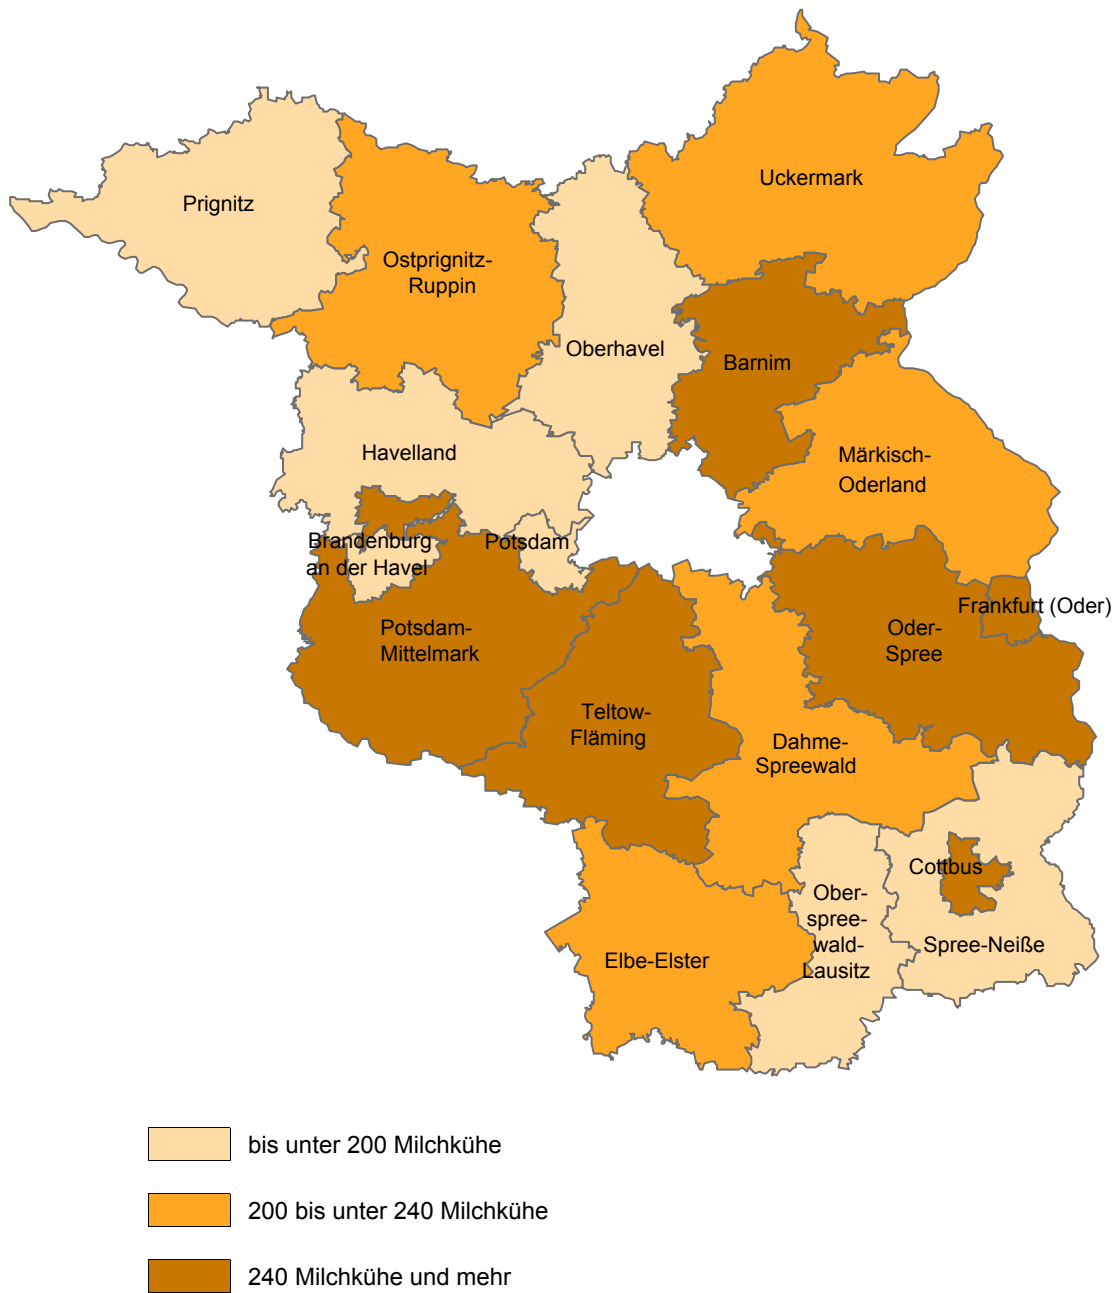 Uckermark
Prignitz
Ostprignitz-
Ruppin
Oberhavel
Barnim
Havelland
Märkisch-
Oderland
Brandenburg
an der Havel
Potsdam
Frankfurt (Oder)
Potsdam-
Mittelmark
Oder-
Spree
Teltow-
Fläming
Dahme-
Spreewald
Cottbus
Ober-
spree-
wald-
Lausitz
Spree-Neiße
Elbe-Elster
bis unter 200 Milchkühe
200 bis unter 240 Milchkühe
240 Milchkühe und mehr